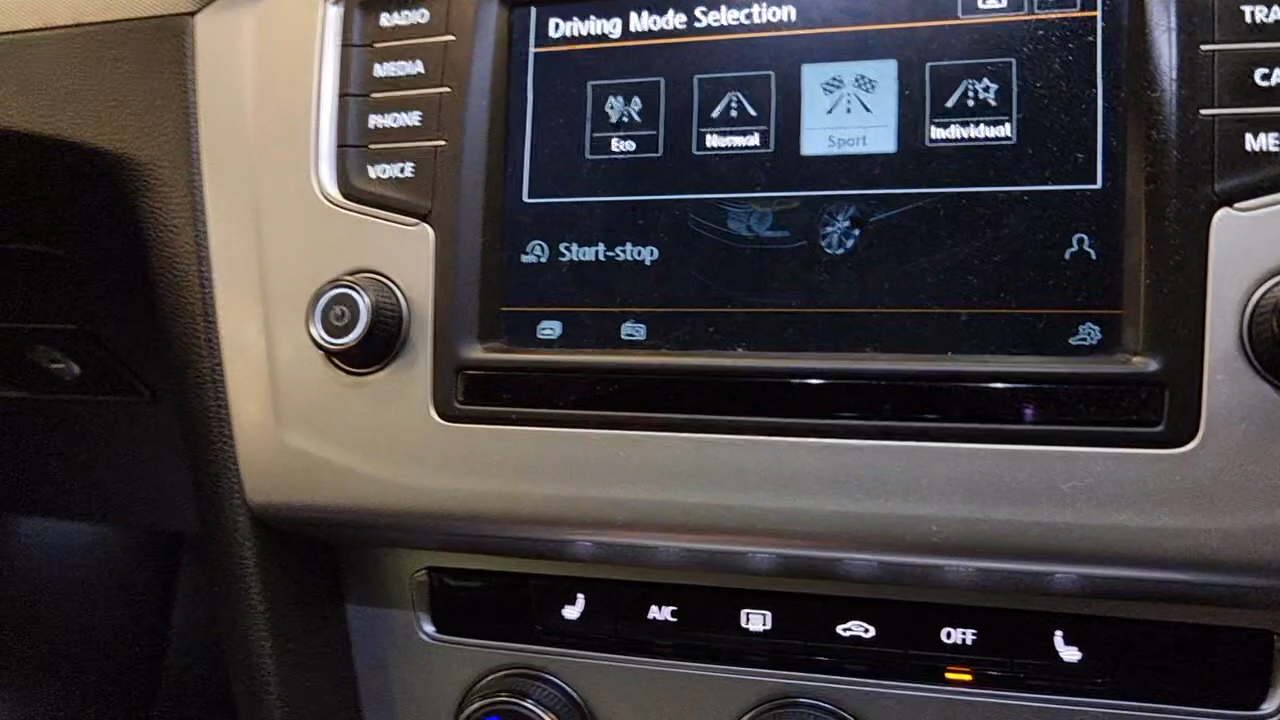 RADIO
MEDIA
PHONE
VOICE
Driving Mode Selection
Eco
Normal
Sport
Individual
Start-stop
TRA
CA
ME
A/C
OFF